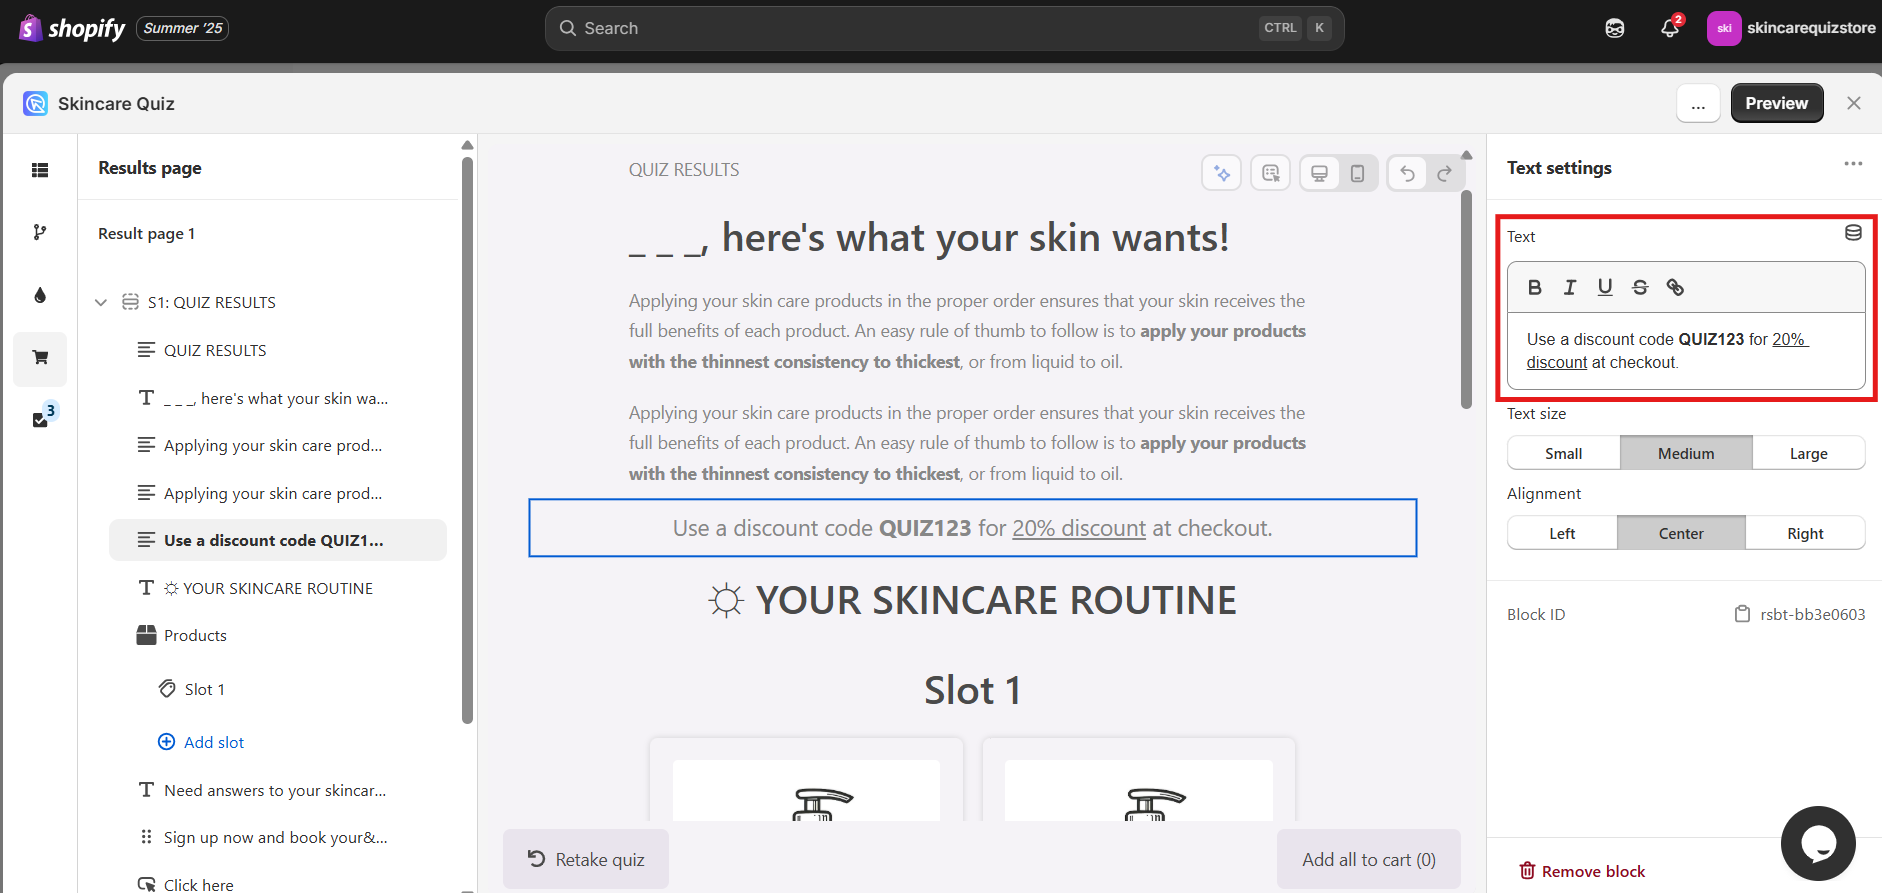 shopify Summer '25
Search
CTRL K
2
ski skincarequizstore
Skincare Quiz
... Preview
3
Results page
Result page 1
S1: QUIZ RESULTS
QUIZ RESULTS
_ _ _, here's what your skin wa...
Applying your skin care prod...
Applying your skin care prod...
Use a discount code QUIZ1...
☼ YOUR SKINCARE ROUTINE
Products
Slot 1
Add slot
Need answers to your skincar...
Sign up now and book your&...
Click here
QUIZ RESULTS
_ _ _, here's what your skin wants!
Applying your skin care products in the proper order ensures that your skin receives the
full benefits of each product. An easy rule of thumb to follow is to apply your products
with the thinnest consistency to thickest, or from liquid to oil.
Applying your skin care products in the proper order ensures that your skin receives the
full benefits of each product. An easy rule of thumb to follow is to apply your products
with the thinnest consistency to thickest, or from liquid to oil.
Use a discount code QUIZ123 for 20% discount at checkout.
☼ YOUR SKINCARE ROUTINE
Slot 1
Retake quiz
Add all to cart (0)
Text settings
Text
B I U S
Use a discount code QUIZ123 for 20%
discount at checkout.
Text size
Small Medium Large
Alignment
Left Center Right
Block ID rsbt-bb3e0603
Remove block